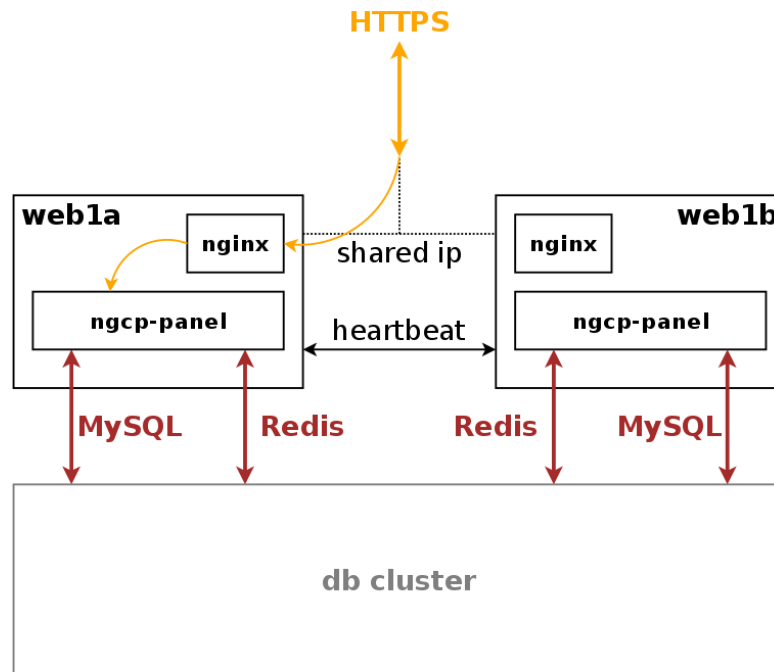 HTTPS
web1a
web1b
nginx
nginx
shared ip
ngcp-panel
heartbeat
ngcp-panel
MySQL
Redis
Redis
MySQL
db cluster